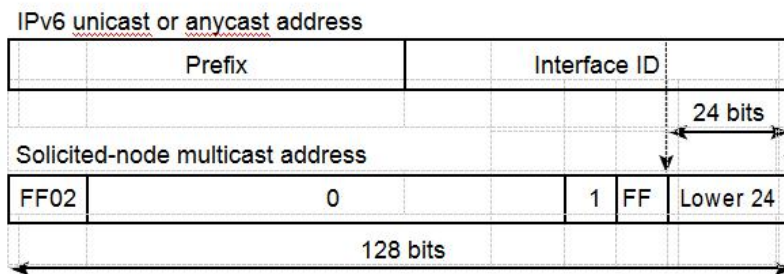 IPv6 unicast or anycast address
Prefix Interface ID
24 bits
Solicited-node multicast address
FF02 0 1 FF Lower 24
128 bits